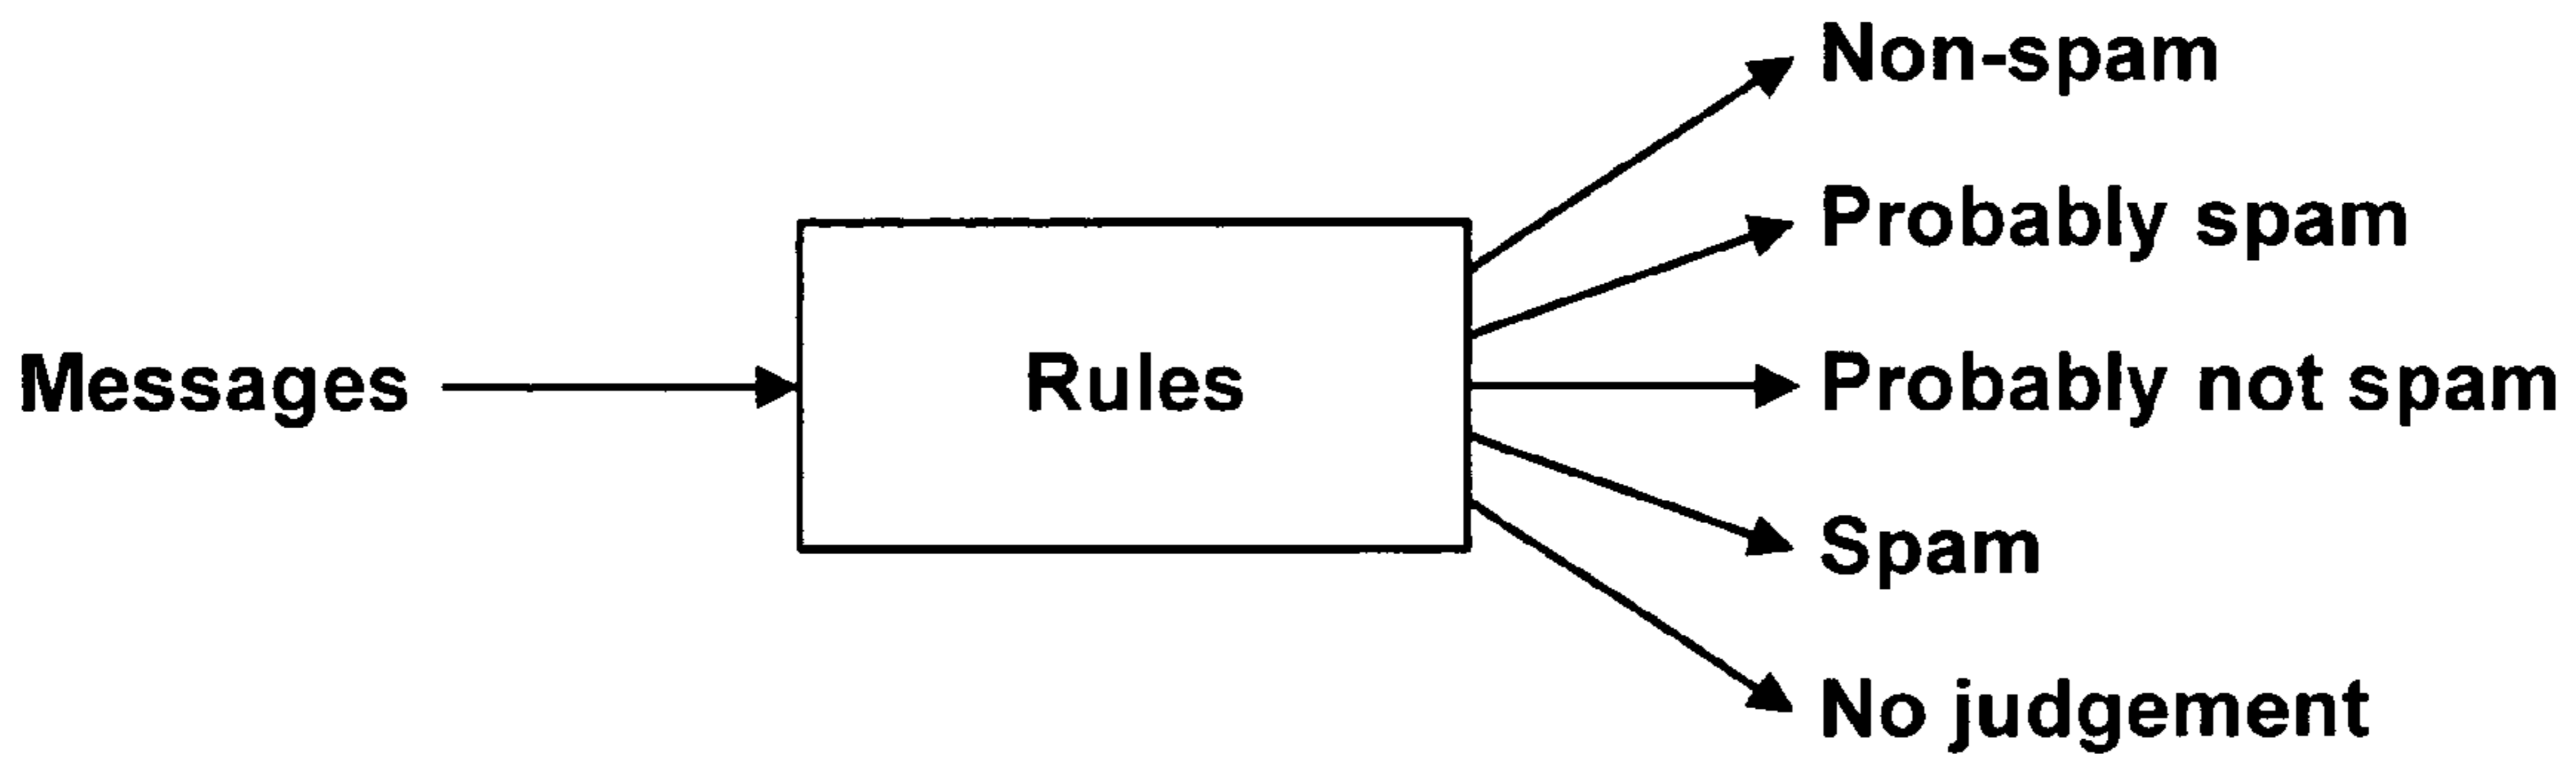 Messages
Rules
Non-spam
Probably spam
Probably not spam
Spam
No judgement